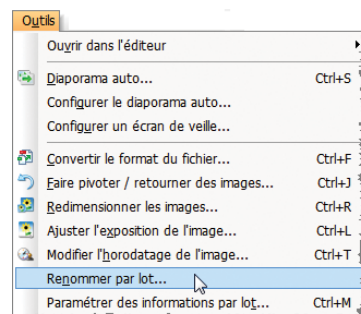 Outils
Ouvrir dans l'éditeur
Diaporama auto... Ctrl+S
Configurer le diaporama auto...
Configurer un écran de veille...
Convertir le format du fichier... Ctrl+F
Faire pivoter / retourner des images... Ctrl+J
Redimensionner les images... Ctrl+R
Ajuster l'exposition de l'image... Ctrl+L
Modifier l'horodatage de l'image... Ctrl+T
Renommer par lot...
Paramétrer des informations par lot... Ctrl+M